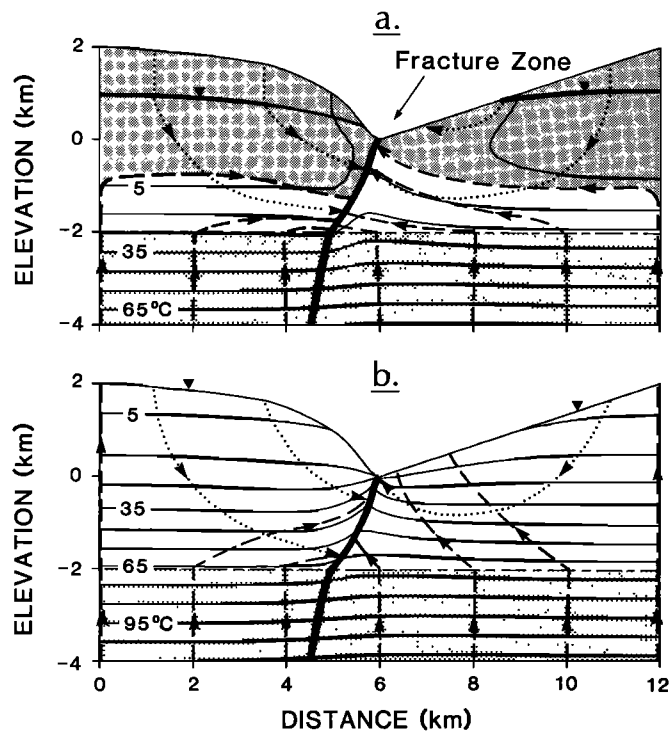 a.
Fracture Zone
ELEVATION (km)
2
0
-2
-4
5
35
65°C
b.
ELEVATION (km)
2
0
-2
-4
5
35
65
95°C
0 2 4 6 8 10 12
DISTANCE (km)